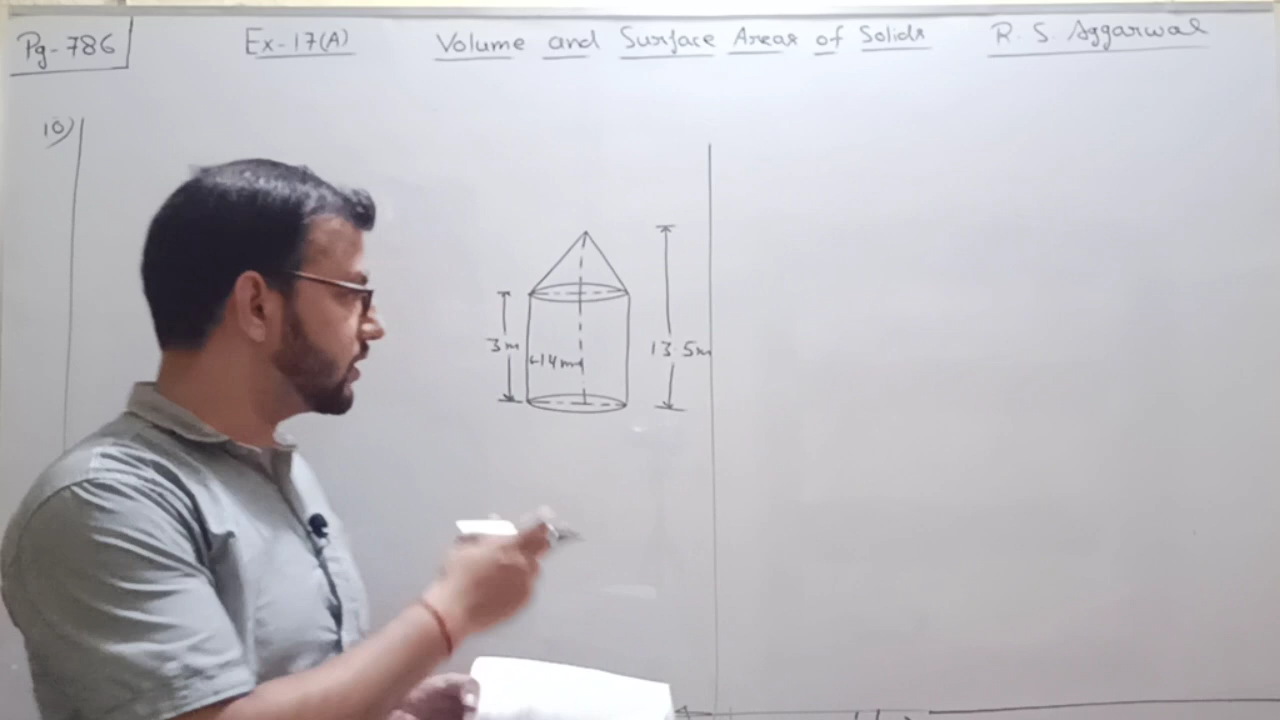 Pg-786 Ex-17(A) Volume and Surface Areas of Solids R. S. Aggarwal
10)
3m 14m 13.5m